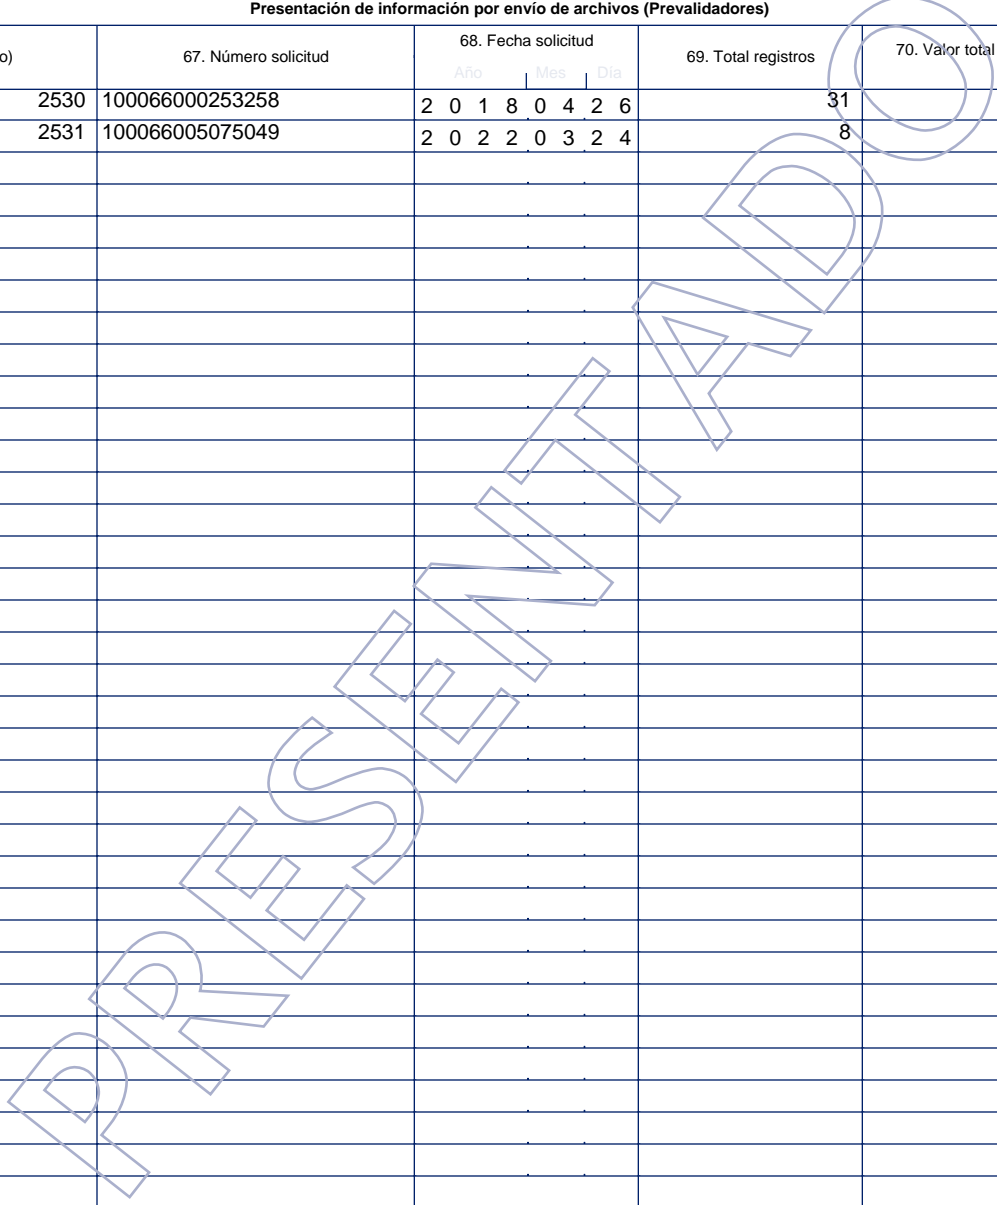 Presentación de información por envío de archivos (Prevalidadores)
o) 67. Número solicitud 68. Fecha solicitud 69. Total registros 70. Valor total
Año Mes Día
2530 100066000253258 2 0 1 8 0 4 2 6 31
2531 100066005075049 2 0 2 2 0 3 2 4 8
PRESENTADO